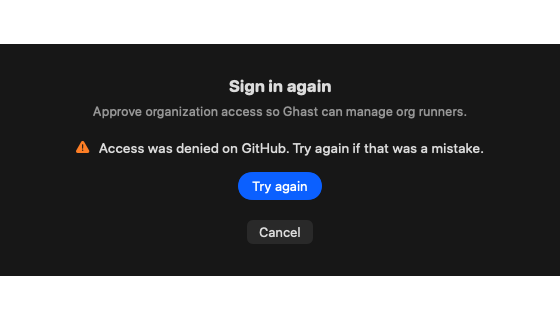 Sign in again
Approve organization access so Ghast can manage org runners.
Access was denied on GitHub. Try again if that was a mistake.
Try again
Cancel